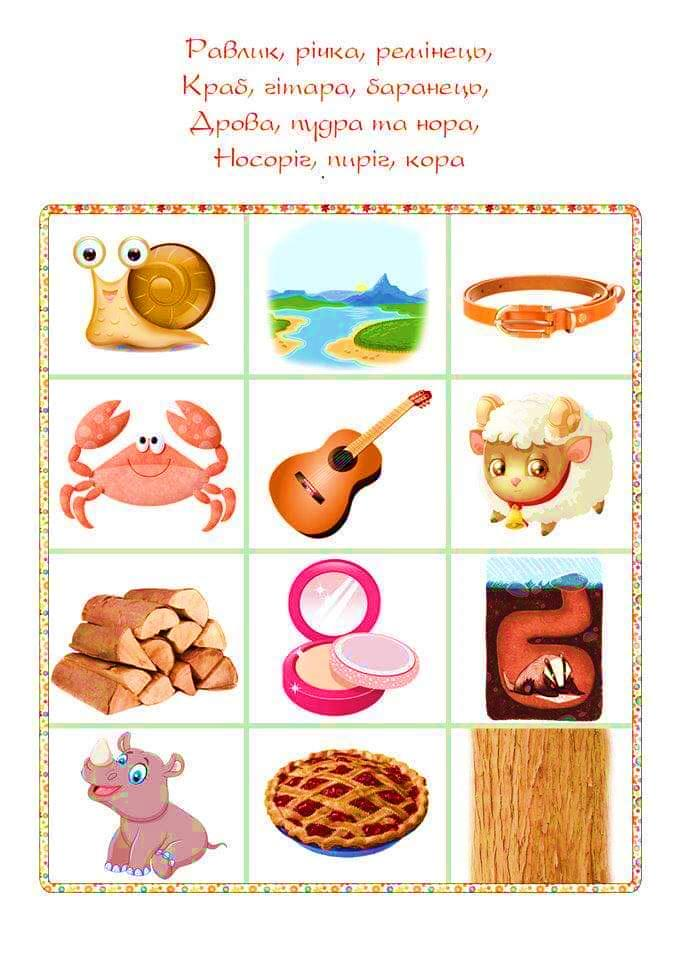 Равлик, річка, ремінець,
Краб, гітара, баранець,
Дрова, пудра та нора,
Носоріг, пиріг, кора